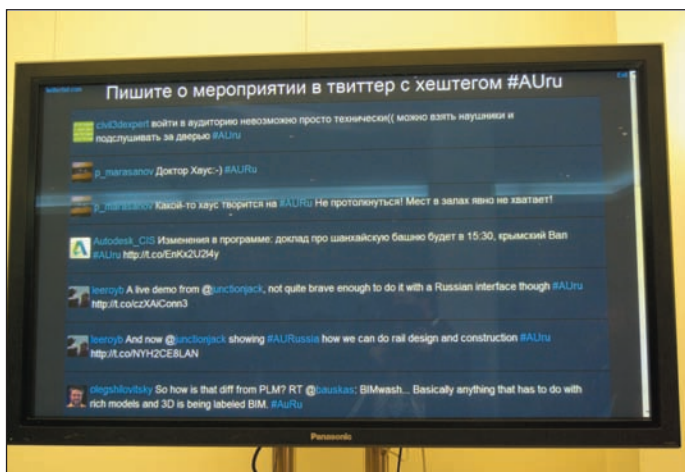 Пишите о мероприятии в твиттер с хештегом #AUru
Exit
civil3dexpert войти в аудиторию невозможно просто технически(( можно взять наушники и
подслушивать за дверью #AUru
p_marasanov Доктор Хаус:-) #AURu
p_marasanov Какой-то хаус творится на #AURu Не протолкнуться! Мест в залах явно не хватает!
Autodesk_CIS Изменения в программе: доклад про шанхайскую башню будет в 15:30, крымский Вал
#AUru http://t.co/EnKx2U2l4y
leeroyb A live demo from @junctionjack, not quite brave enough to do it with a Russian interface though #AUru
http://t.co/czXAiConn3
leeroyb And now @junctionjack showing #AURussia how we can do rail design and construction #AUru
http://t.co/NYH2CE8LAN
olegshilovitsky So how is that diff from PLM? RT @bauskas: BIMwash... Basically anything that has to do with
rich models and 3D is being labeled BIM. #AuRu
Panasonic